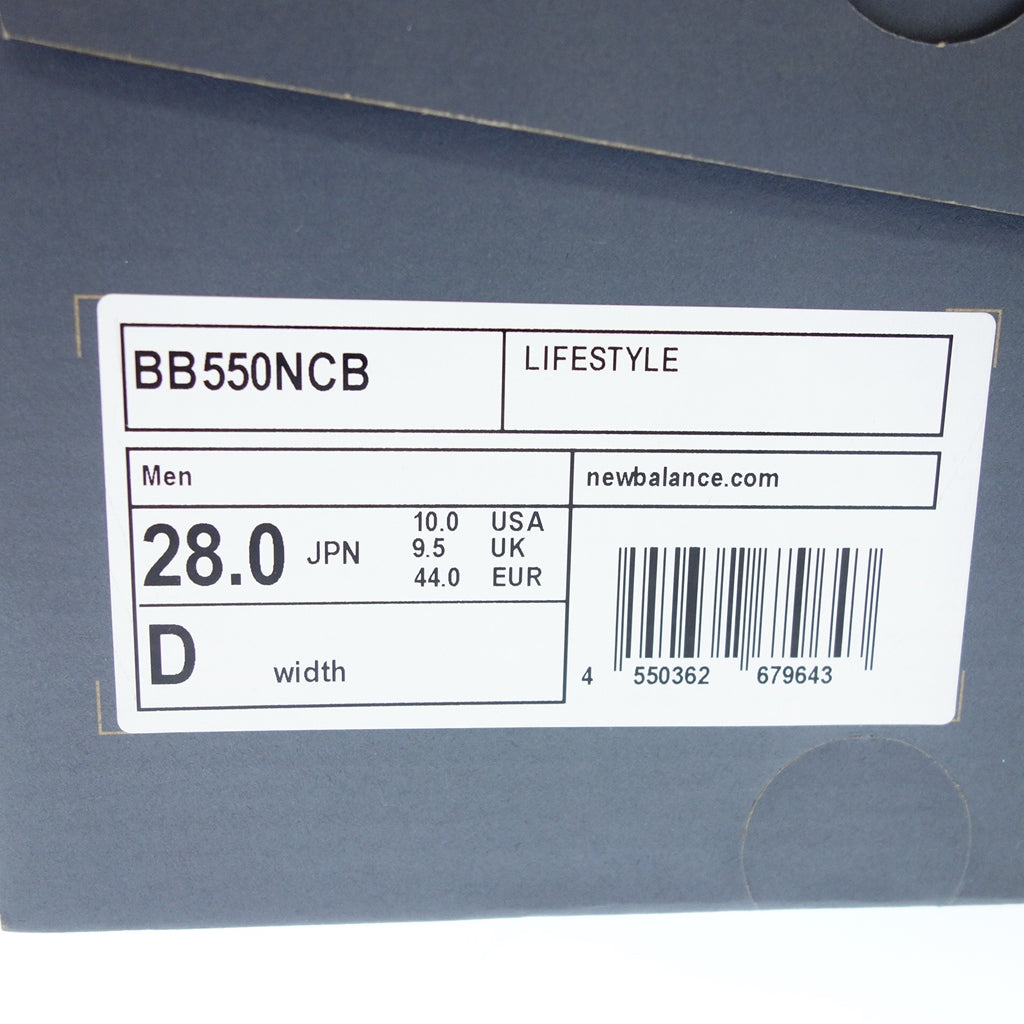 BB550NCB
LIFESTYLE
Men
newbalance.com
28.0 JPN
10.0 USA
9.5 UK
44.0 EUR
D width
4 550362 679643